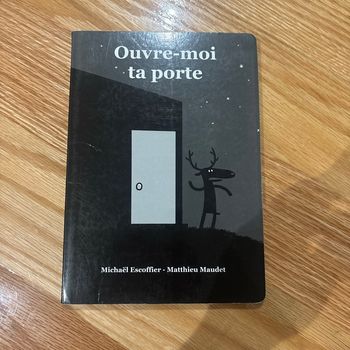 Ouvre-moi
ta porte
Michaël Escoffier - Matthieu Maudet